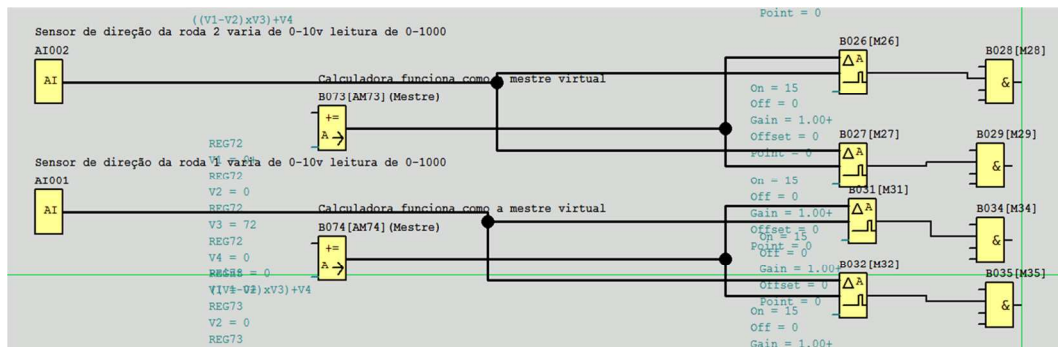 ((V1-V2)xV3)+V4
Point = 0
Sensor de direção da roda 2 varia de 0-10v leitura de 0-1000
AI002
AI
B026[M26]
Δ A
B028[M28]
&
Calculadora funciona como a mestre virtual
B073[AM73](Mestre)
+=
A→
On = 15
Off = 0
Gain = 1.00+
Offset = 0
Point = 0
B027[M27]
Δ A
B029[M29]
&
REG72
REG72
V2 = 0
REG72
V3 = 72
REG72
V4 = 0
Sensor de direção da roda 1 varia de 0-10v leitura de 0-1000
AI001
AI
On = 15
Off = 0
Gain = 1.00+
Offset = 0
Point = 0
B031[M31]
Δ A
B034[M34]
&
Calculadora funciona como a mestre virtual
B074[AM74](Mestre)
+=
A→
On = 15
Off = 0
Gain = 1.00+
Offset = 0
Point = 0
B032[M32]
Δ A
B035[M35]
&
REG73
V2 = 0
REG73
On = 15
Off = 0
Gain = 1.00+